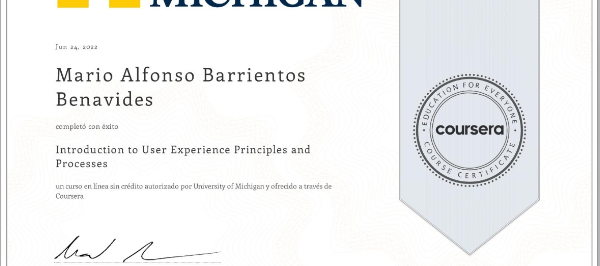 MICHIGAN
Jun 24, 2022
Mario Alfonso Barrientos
Benavides
completó con éxito
Introduction to User Experience Principles and
Processes
un curso en línea sin crédito autorizado por University of Michigan y ofrecido a través de
Coursera
EDUCATION FOR EVERYONE
coursera
COURSE CERTIFICATE